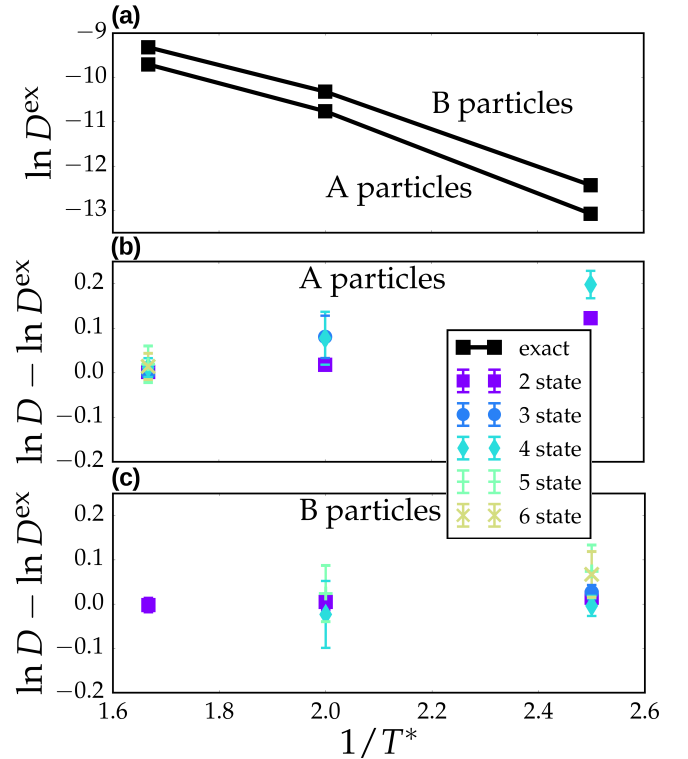 (a)
−9
−10
−11
−12
−13
ln D^ex
B particles
A particles
(b)
0.2
0.1
0.0
−0.1
−0.2
ln D − ln D^ex
A particles
exact
2 state
3 state
4 state
5 state
6 state
(c)
0.2
0.1
0.0
−0.1
−0.2
ln D − ln D^ex
B particles
1.6 1.8 2.0 2.2 2.4 2.6
1/T*